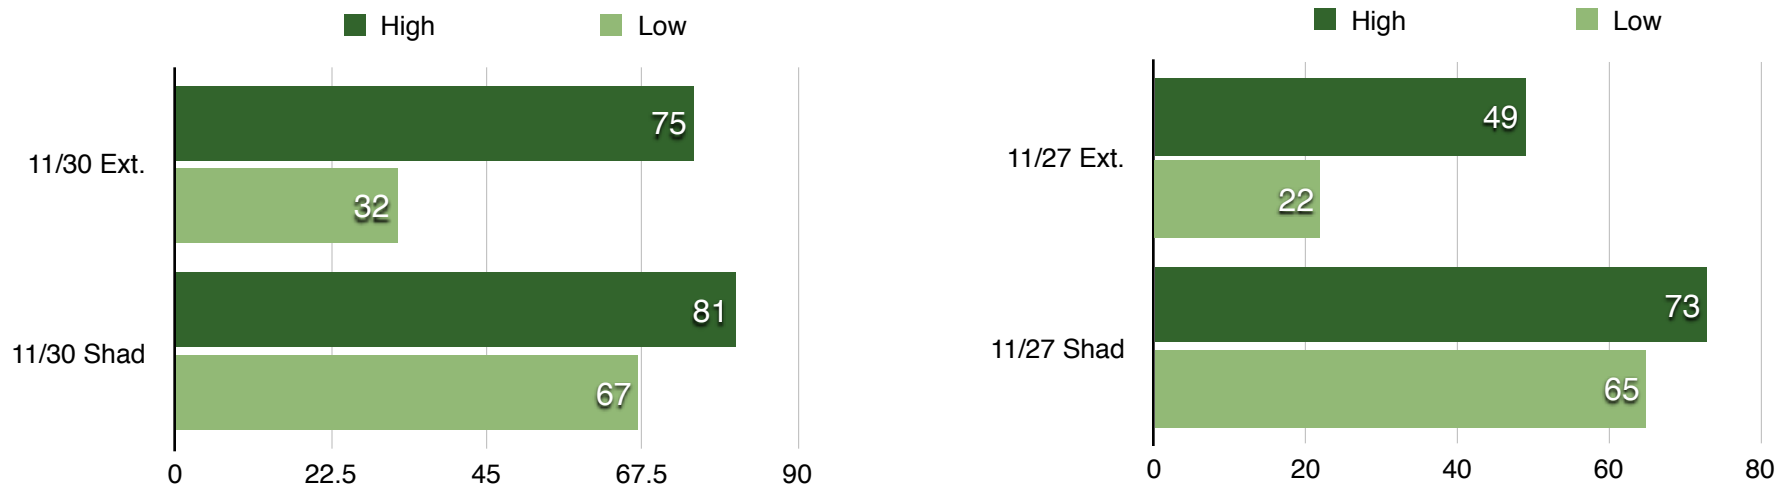 High Low
75
11/30 Ext.
32
81
11/30 Shad
67
0 22.5 45 67.5 90
High Low
49
11/27 Ext.
22
73
11/27 Shad
65
0 20 40 60 80